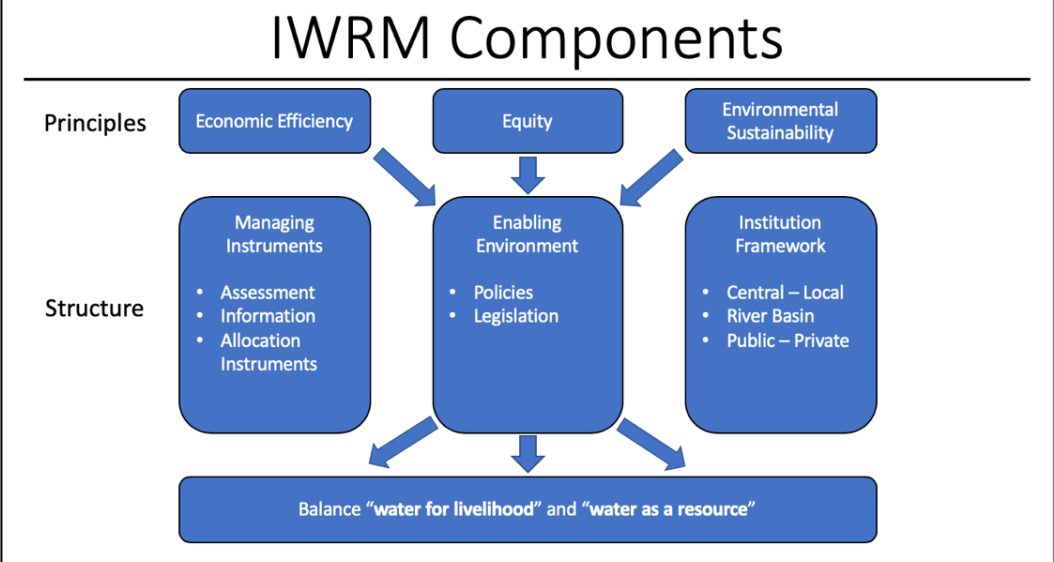 IWRM Components
Principles
Economic Efficiency
Equity
Environmental
Sustainability
Structure
Managing
Instruments
• Assessment
• Information
• Allocation
Instruments
Enabling
Environment
• Policies
• Legislation
Institution
Framework
• Central – Local
• River Basin
• Public – Private
Balance “water for livelihood” and “water as a resource”